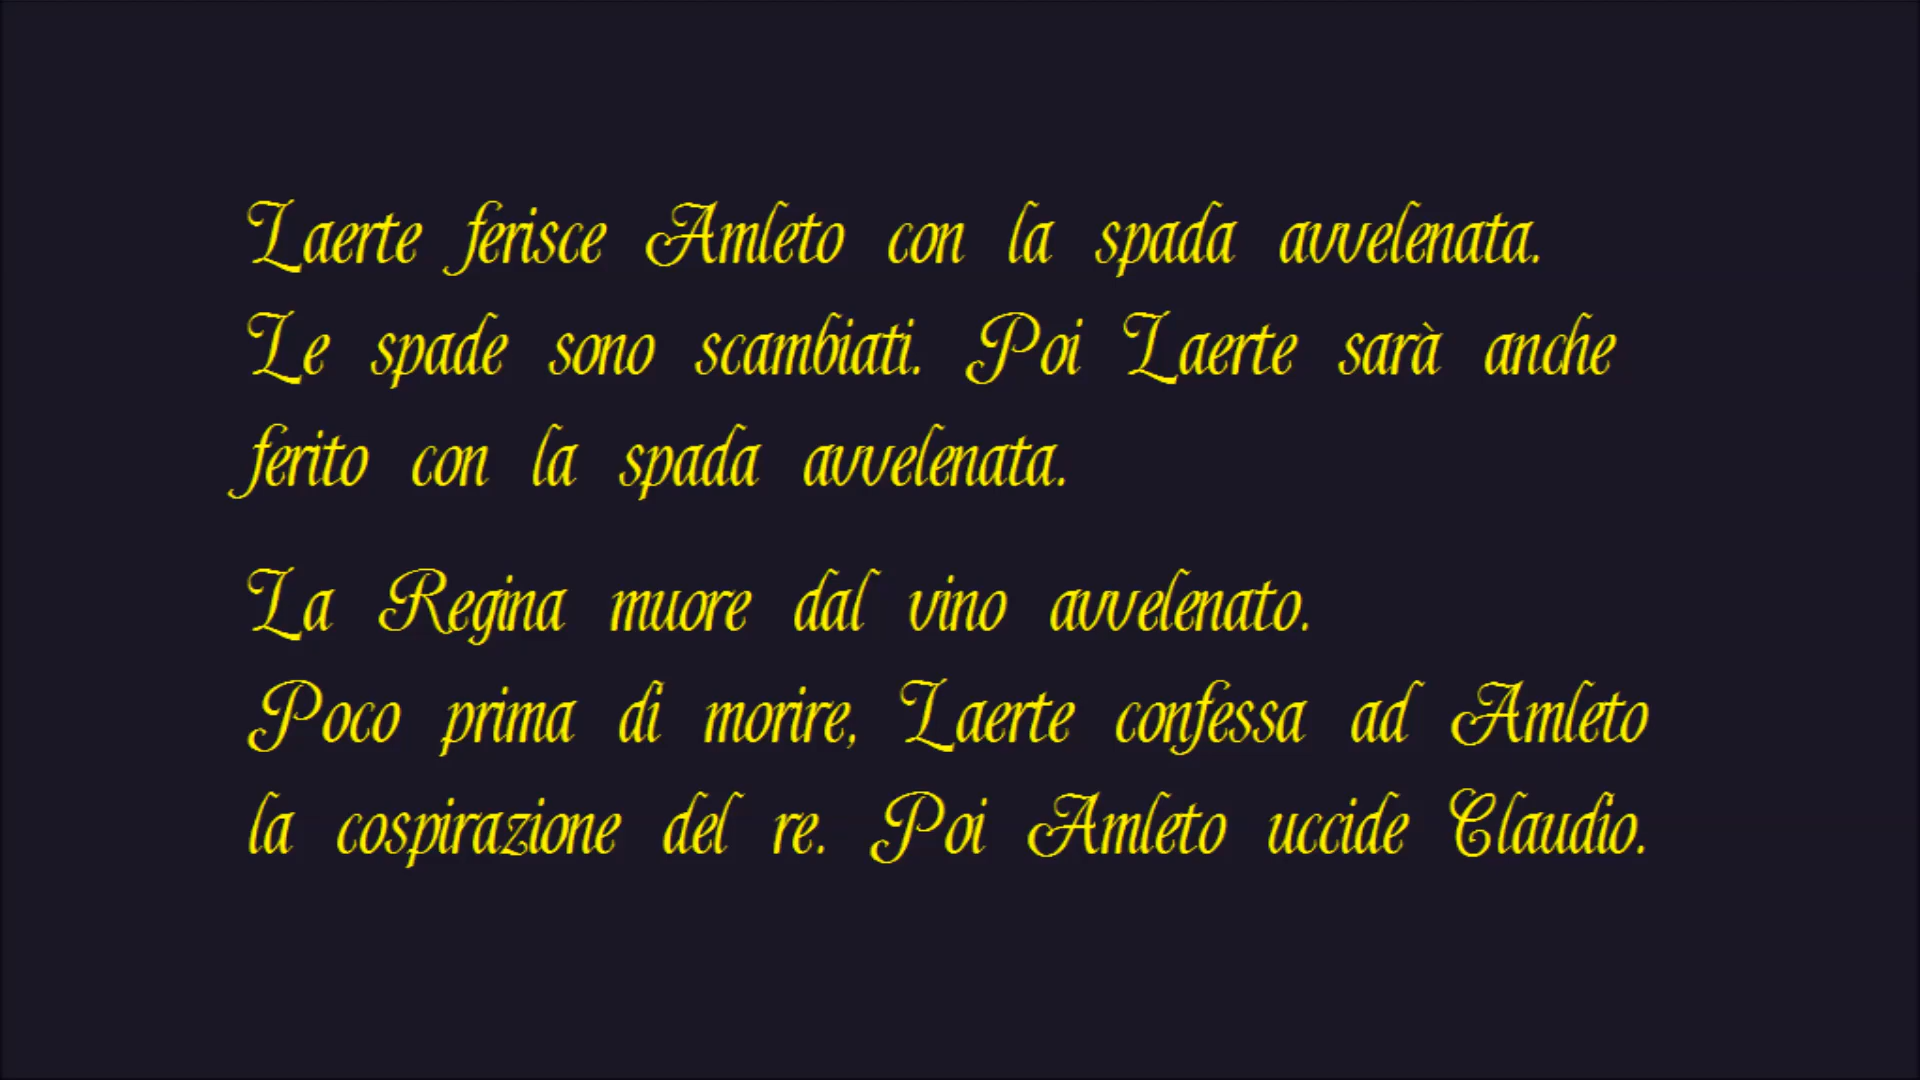 Laerte ferisce Amleto con la spada avvelenata.
Le spade sono scambiati. Poi Laerte sarà anche
ferito con la spada avvelenata.
La Regina muore dal vino avvelenato.
Poco prima di morire, Laerte confessa ad Amleto
la cospirazione del re. Poi Amleto uccide Claudio.